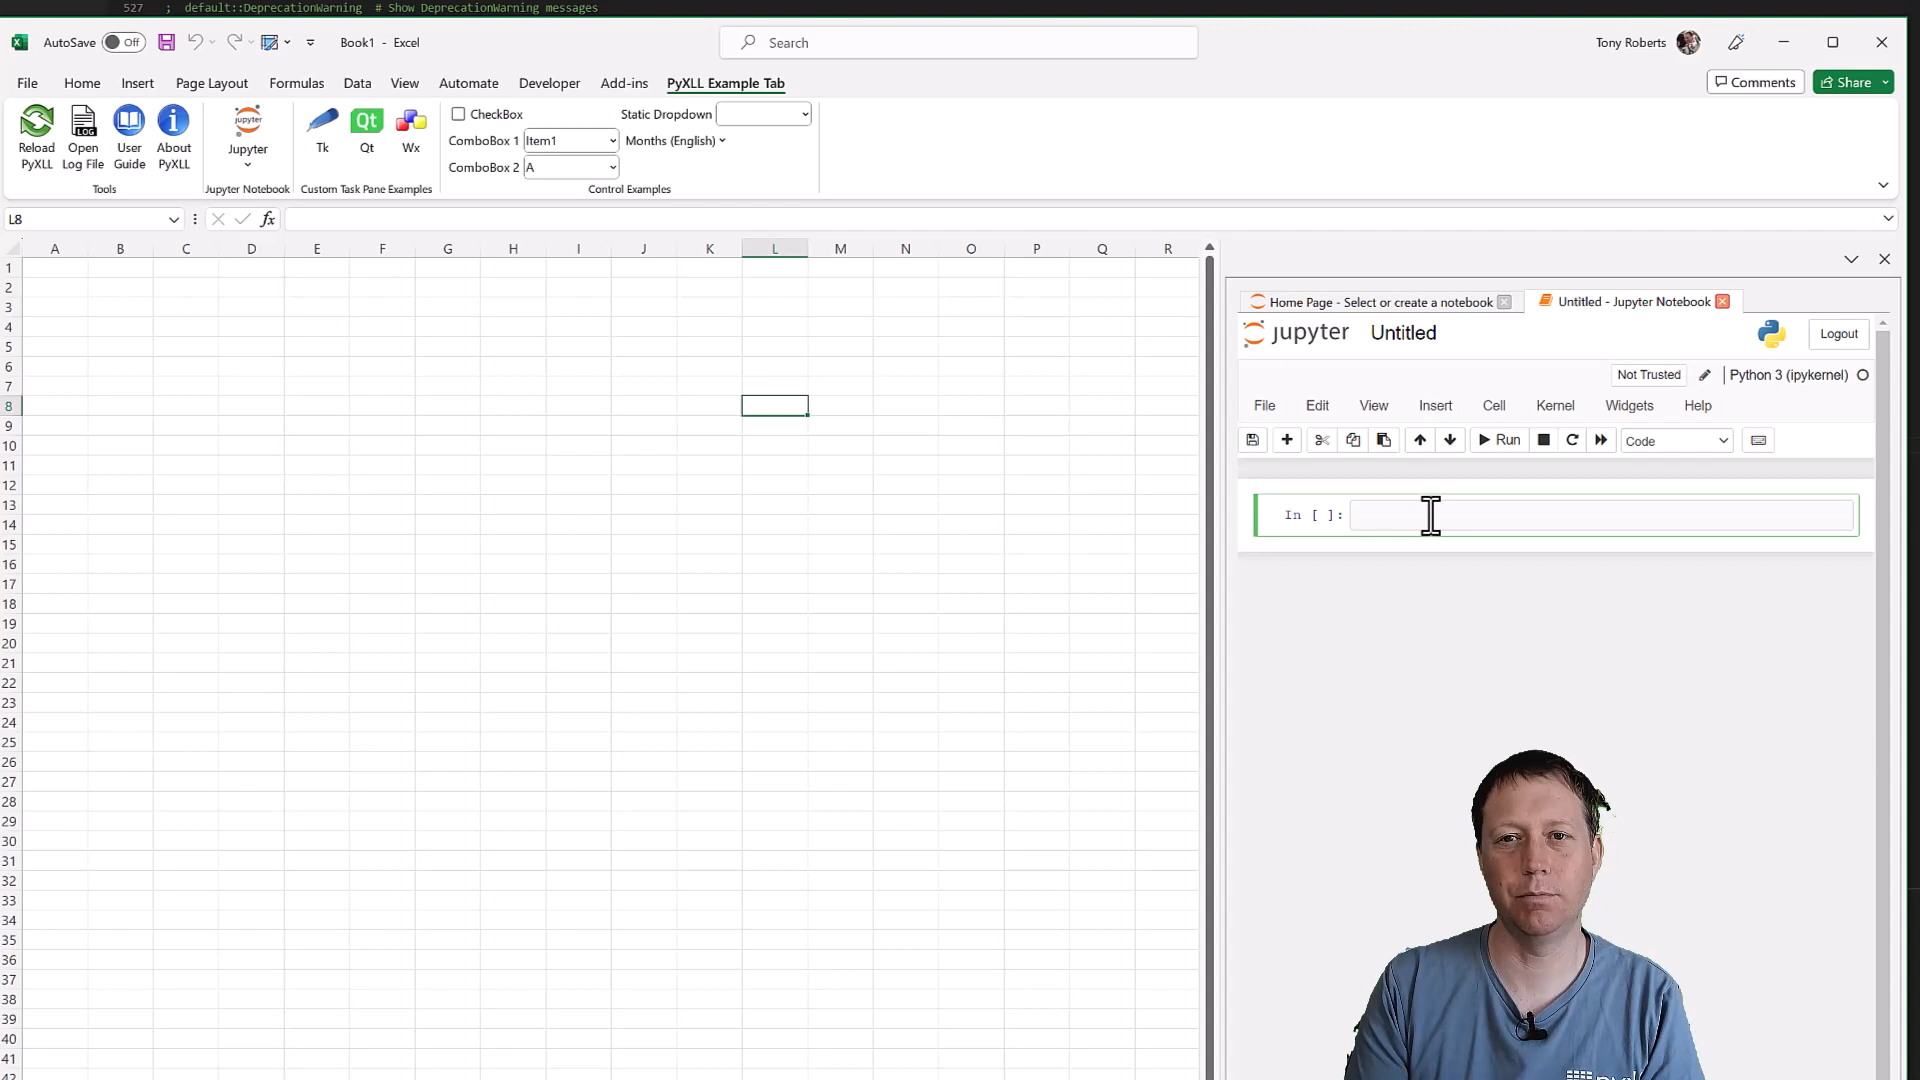 527 ; default::DeprecationWarning # Show DeprecationWarning messages
AutoSave Off Book1 - Excel Search Tony Roberts
File Home Insert Page Layout Formulas Data View Automate Developer Add-ins PyXLL Example Tab Comments Share
Reload PyXLL
Open Log File
User Guide
About PyXLL
Tools
jupyter
Jupyter
Jupyter Notebook
Tk
Qt Qt
Wx
Custom Task Pane Examples
CheckBox Static Dropdown
ComboBox 1 Item1 Months (English)
ComboBox 2 A
Control Examples
L8 fx
A B C D E F G H I J K L M N O P Q R
1
2
3
4
5
6
7
8
9
10
11
12
13
14
15
16
17
18
19
20
21
22
23
24
25
26
27
28
29
30
31
32
33
34
35
36
37
38
39
40
41
42
Home Page - Select or create a notebook Untitled - Jupyter Notebook
jupyter Untitled Logout
Not Trusted Python 3 (ipykernel)
File Edit View Insert Cell Kernel Widgets Help
Run Code
In [ ]: